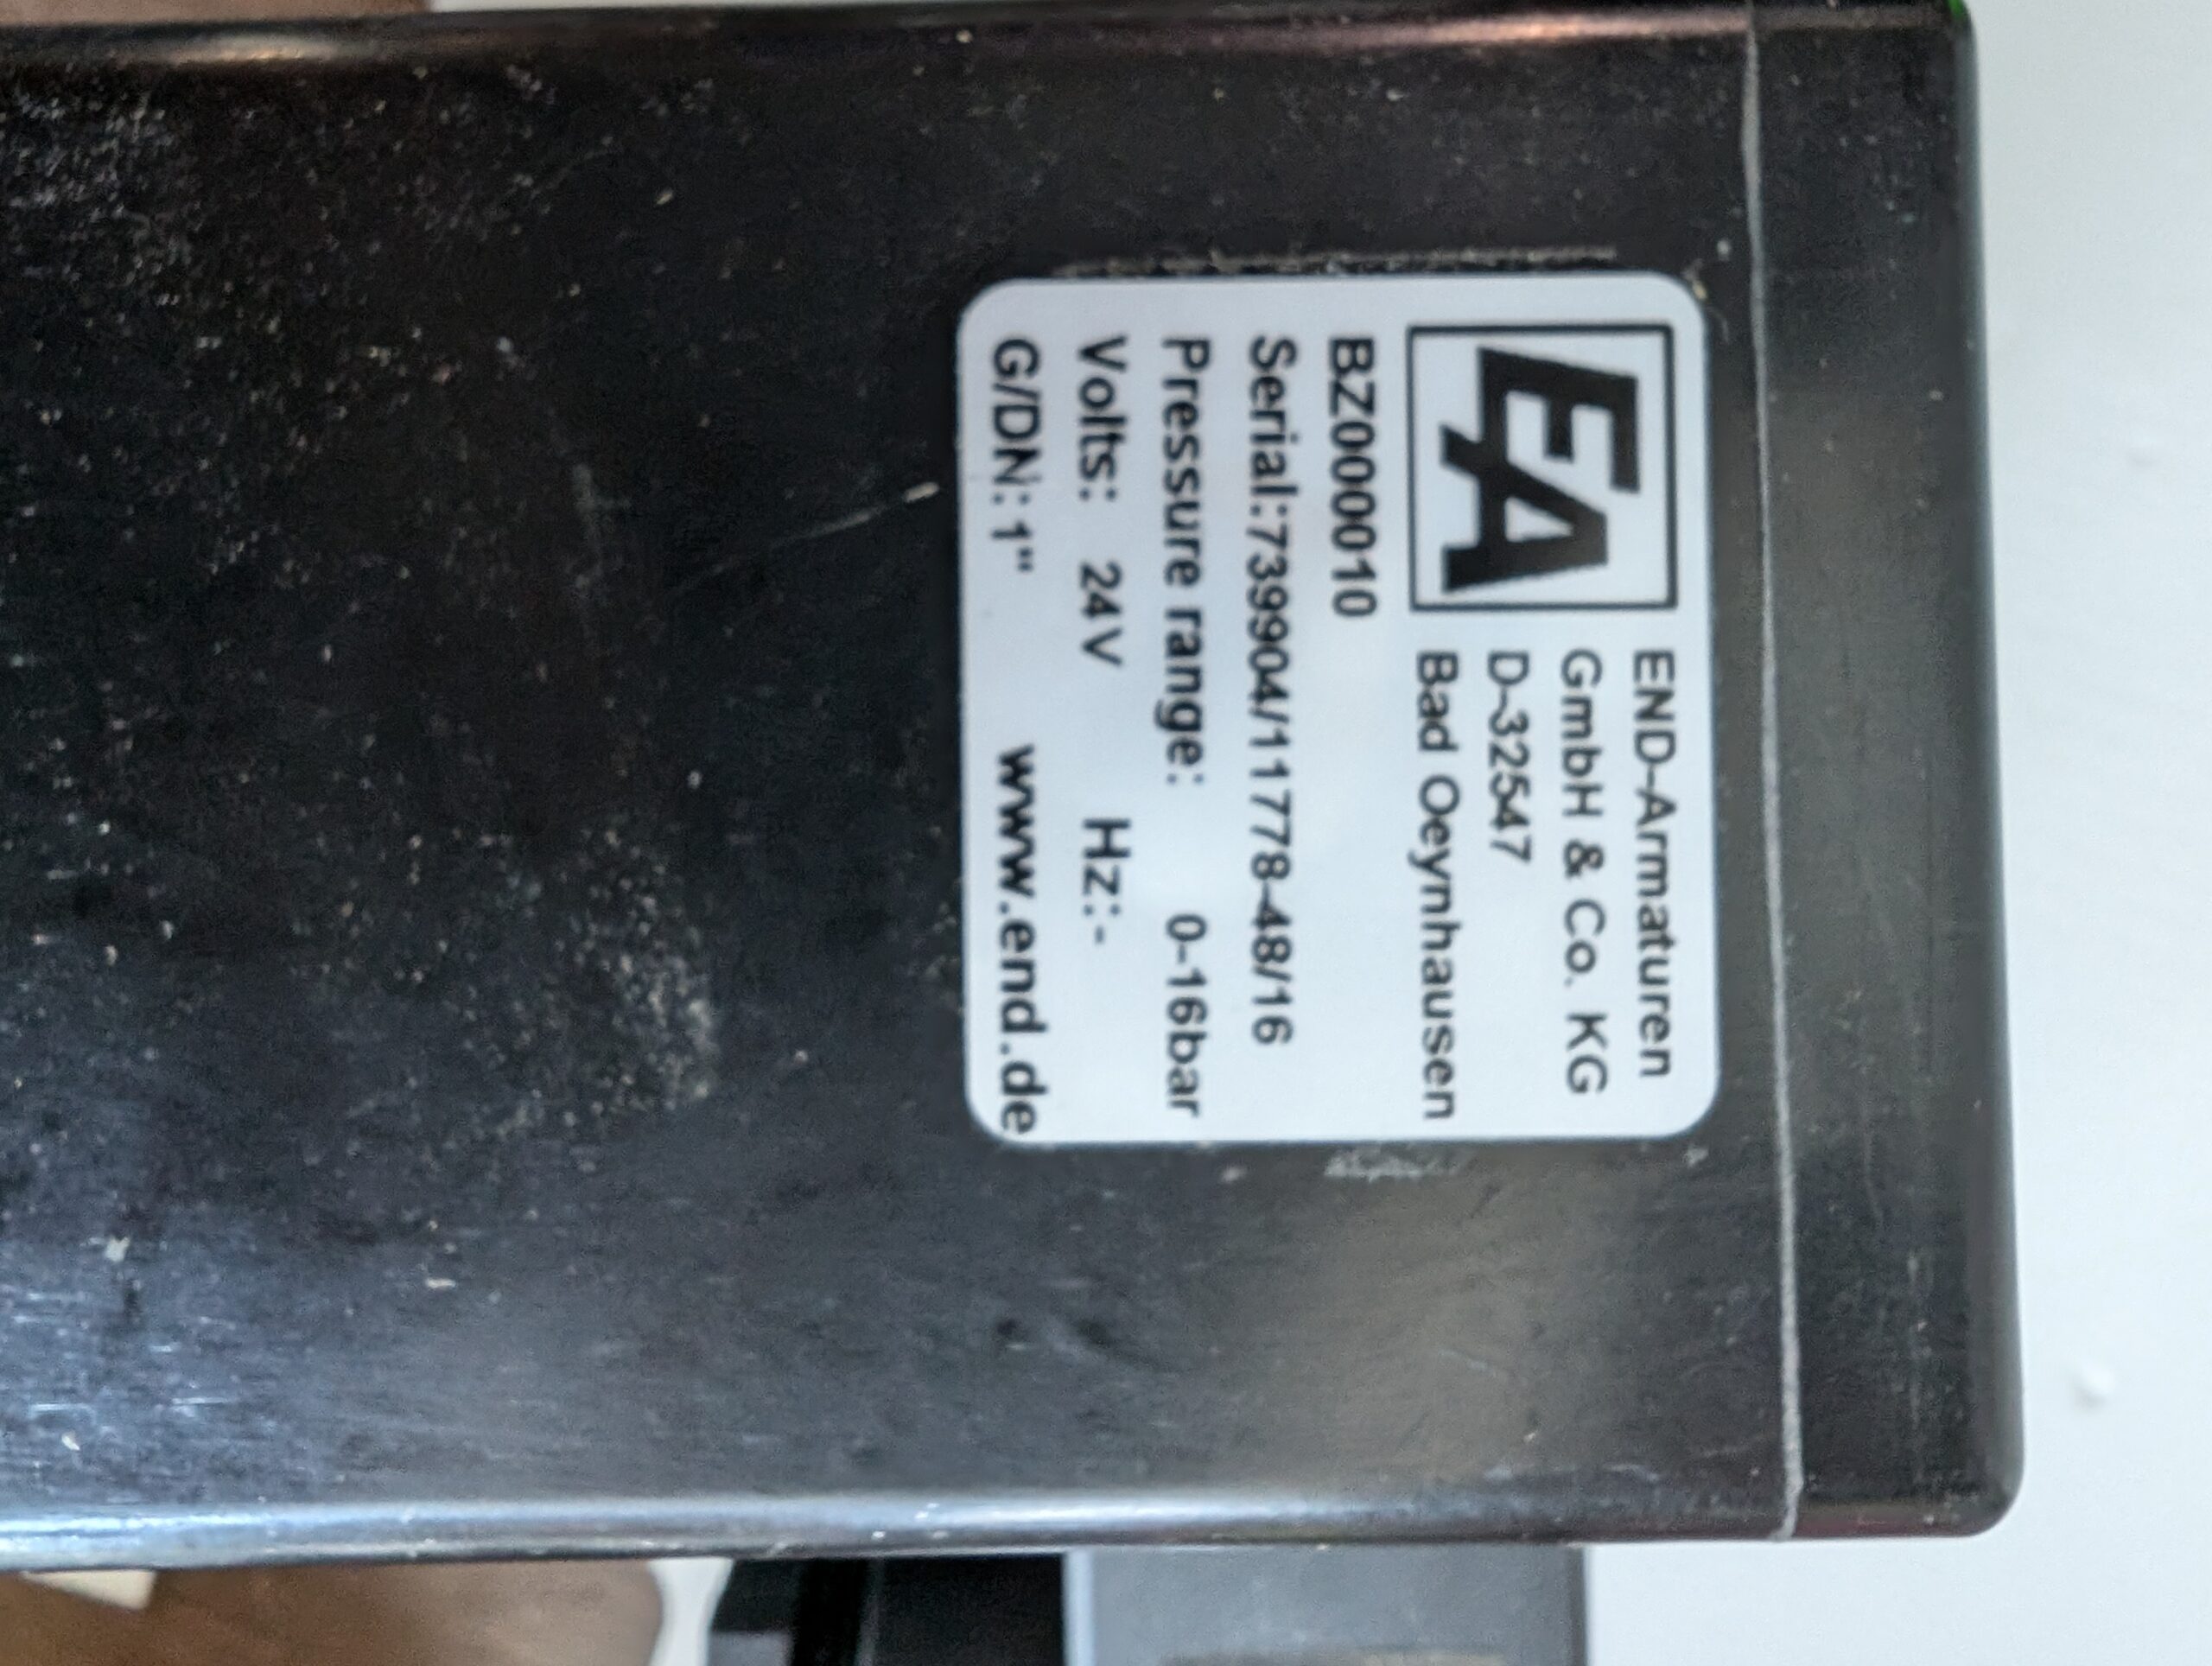 EA
END-Armaturen
GmbH & Co. KG
D-32547
Bad Oeynhausen
BZ000010
Serial:739904/11778-48/16
Pressure range: 0-16bar
Volts: 24V Hz:-
G/DN: 1" www.end.de